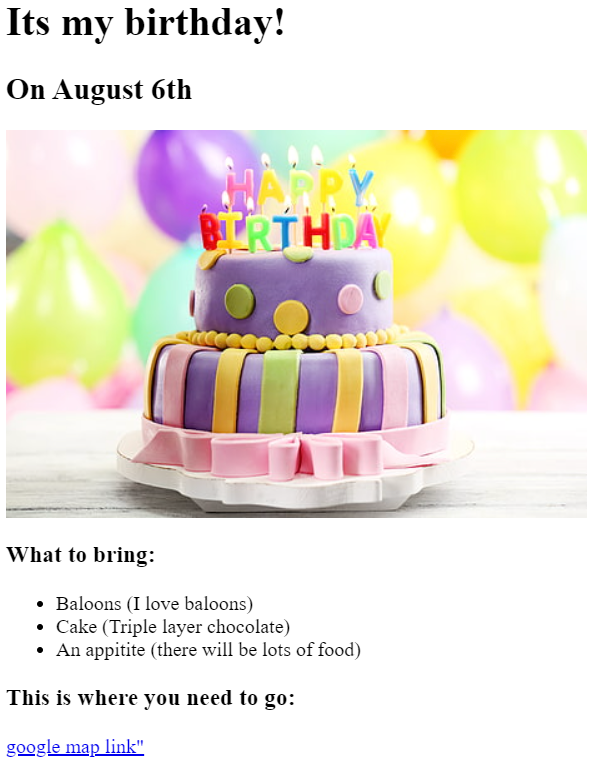 Its my birthday!
On August 6th
HAPPY
BIRTHDAY
What to bring:
Baloons (I love baloons)
Cake (Triple layer chocolate)
An appitite (there will be lots of food)
This is where you need to go:
google map link"